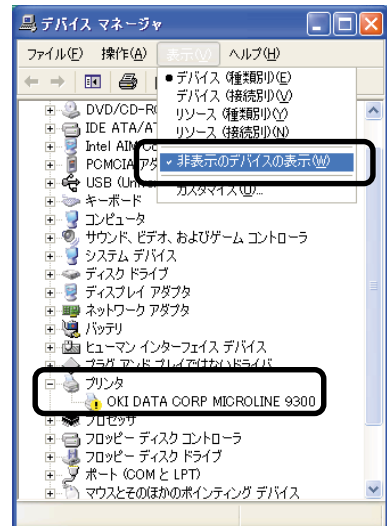 デバイス マネージャ
ファイル(F) 操作(A) 表示(V) ヘルプ(H)
デバイス (種類別)(E)
デバイス (接続別)(V)
リソース (種類別)(Y)
リソース (接続別)(N)
非表示のデバイスの表示(W)
カスタマイズ(U)...
DVD/CD-R
IDE ATA/AT
Intel AIM
PCMCIA アダ
USB (Univer
キーボード
コンピュータ
サウンド、ビデオ、およびゲーム コントローラ
システム デバイス
ディスク ドライブ
ディスプレイ アダプタ
ネットワーク アダプタ
バッテリ
ヒューマン インターフェイス デバイス
プラグ アンド プレイではないドライバ
プリンタ
OKI DATA CORP MICROLINE 9300
プロセッサ
フロッピー ディスク コントローラ
フロッピー ディスク ドライブ
ポート (COM と LPT)
マウスとそのほかのポインティング デバイス